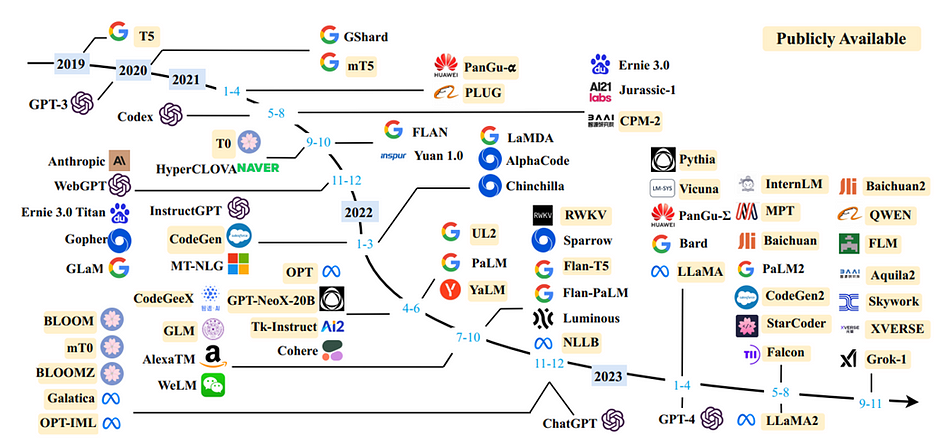 T5
GShard
Publicly Available
2019
2020
mT5
PanGu-α
Ernie 3.0
HUAWEI
2021
1-4
PLUG
AI21
labs
Jurassic-1
GPT-3
Codex
5-8
BAAI
CPM-2
T0
9-10
FLAN
LaMDA
HyperCLOVA
NAVER
inspur
Yuan 1.0
AlphaCode
Pythia
Anthropic
WebGPT
11-12
Chinchilla
LM-SYS
Vicuna
InternLM
Baichuan2
Ernie 3.0 Titan
InstructGPT
2022
RWKV
RWKV
HUAWEI
PanGu-Σ
MPT
QWEN
Gopher
CodeGen
1-3
UL2
Sparrow
Bard
Baichuan
FLM
GLaM
MT-NLG
OPT
PaLM
Flan-T5
LLaMA
PaLM2
BAAI
Aquila2
CodeGeeX
智谱·AI
GPT-NeoX-20B
YaLM
Flan-PaLM
CodeGen2
Skywork
BLOOM
GLM
Tk-Instruct
Ai2
4-6
Luminous
StarCoder
XVERSE
XVERSE
mT0
AlexaTM
Cohere
7-10
NLLB
TII
Falcon
Grok-1
BLOOMZ
WeLM
11-12
2023
1-4
5-8
9-11
Galatica
OPT-IML
ChatGPT
GPT-4
LLaMA2